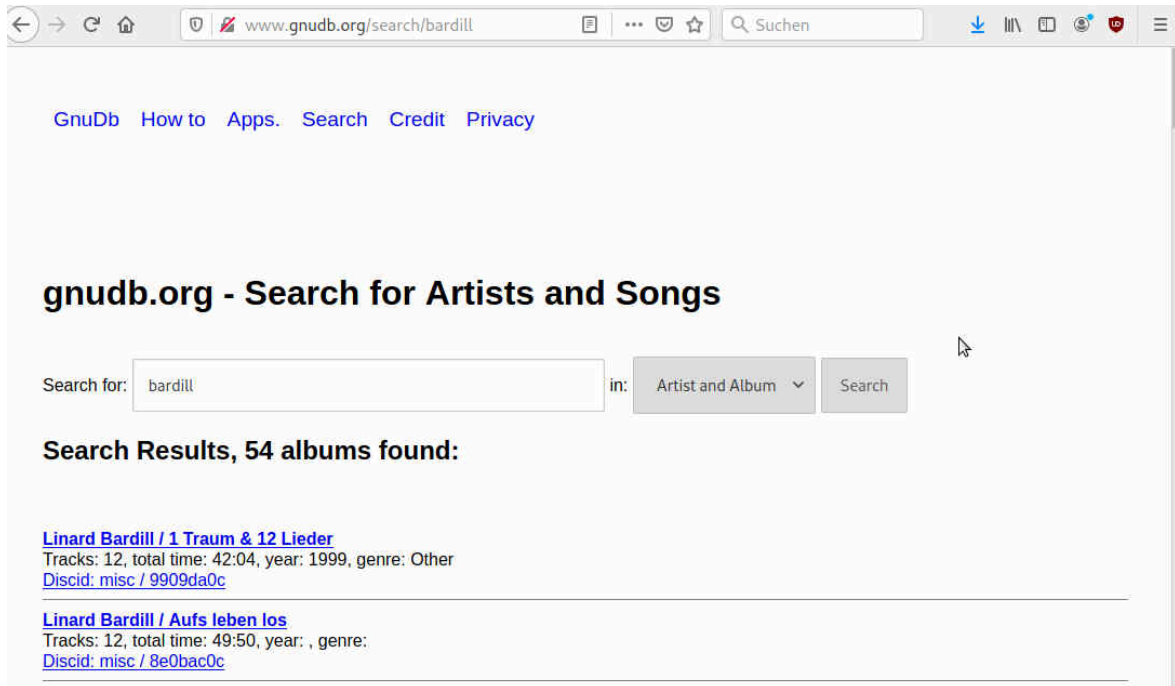 www.gnudb.org/search/bardill Suchen
GnuDb How to Apps. Search Credit Privacy
gnudb.org - Search for Artists and Songs
Search for: bardill in: Artist and Album Search
Search Results, 54 albums found:
Linard Bardill / 1 Traum & 12 Lieder
Tracks: 12, total time: 42:04, year: 1999, genre: Other
Discid: misc / 9909da0c
Linard Bardill / Aufs leben los
Tracks: 12, total time: 49:50, year: , genre:
Discid: misc / 8e0bac0c